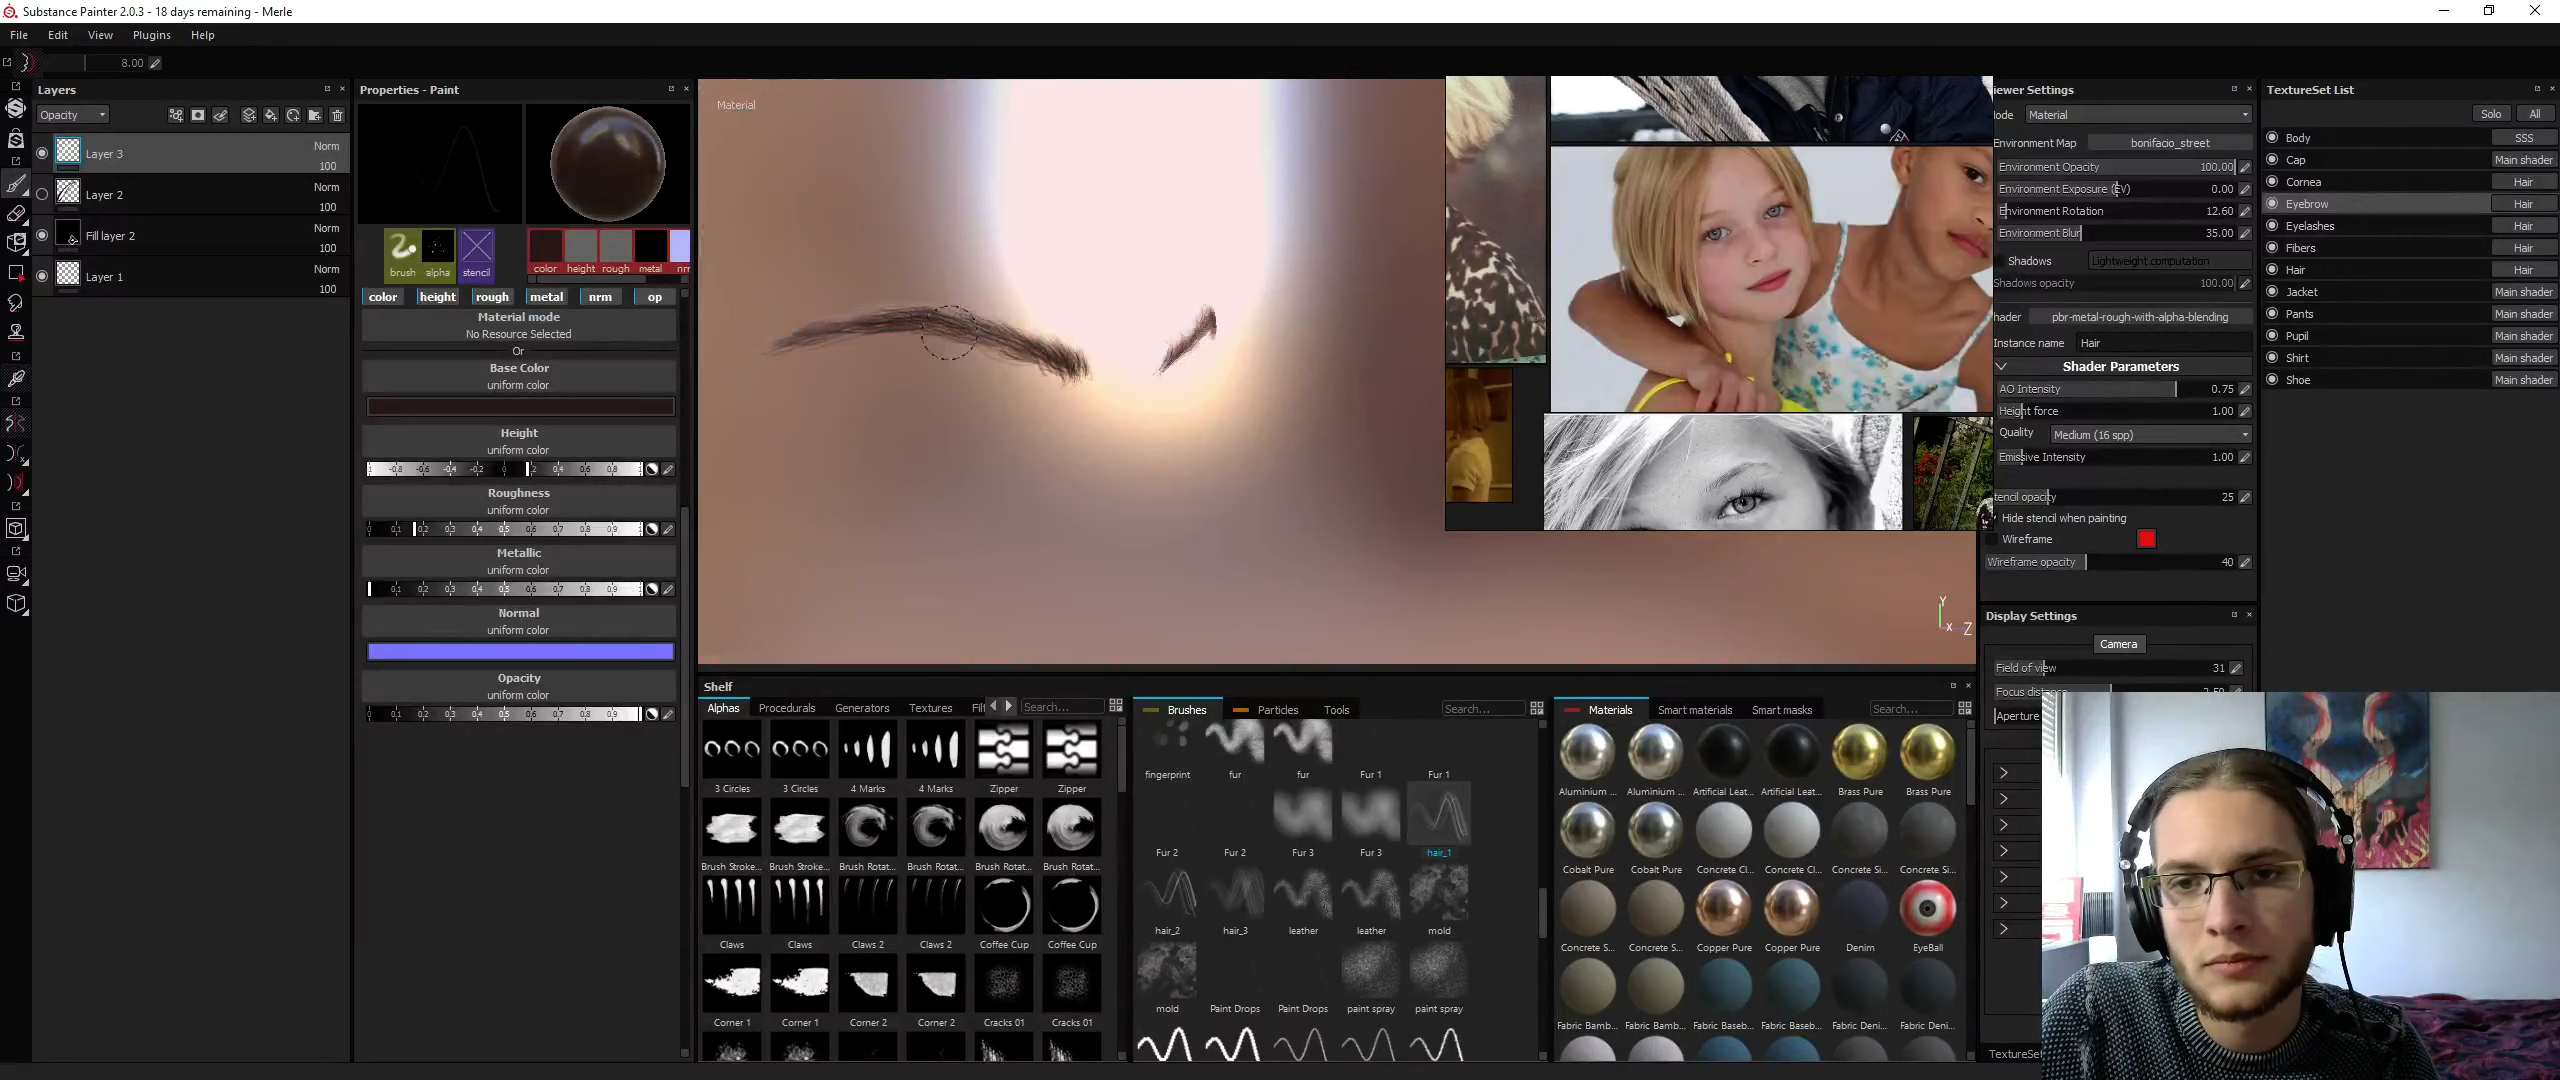 Substance Painter 2.0.3 - 18 days remaining - Merle
File Edit View Plugins Help
8.00
Layers
Opacity
Layer 3 Norm 100
Layer 2 Norm 100
Fill layer 2 Norm 100
Layer 1 Norm 100
Properties - Paint
brush alpha stencil
color height rough metal nrm
color height rough metal nrm op
Material mode
No Resource Selected
Or
Base Color
uniform color
Height
uniform color
Roughness
uniform color
Metallic
uniform color
Normal
uniform color
Opacity
uniform color
Material
Y
X Z
Shelf
Alphas Procedurals Generators Textures Filt Search...
3 Circles 3 Circles 4 Marks 4 Marks Zipper Zipper
Brush Stroke... Brush Stroke... Brush Rotat... Brush Rotat... Brush Rotat... Brush Rotat...
Claws Claws Claws 2 Claws 2 Coffee Cup Coffee Cup
Corner 1 Corner 1 Corner 2 Corner 2 Cracks 01 Cracks 01
Brushes Particles Tools Search...
fingerprint fur fur Fur 1 Fur 1
Fur 2 Fur 2 Fur 3 Fur 3 hair_1
hair_2 hair_3 leather leather mold
mold Paint Drops Paint Drops paint spray paint spray
Materials Smart materials Smart masks Search...
Aluminium ... Aluminium ... Artificial Leat... Artificial Leat... Brass Pure Brass Pure
Cobalt Pure Cobalt Pure Concrete Cl... Concrete Cl... Concrete Si... Concrete Si...
Concrete S... Concrete S... Copper Pure Copper Pure Denim EyeBall
Fabric Bamb... Fabric Bamb... Fabric Baseb... Fabric Baseb... Fabric Deni... Fabric Deni...
iewer Settings
lode Material
Environment Map bonifacio_street
Environment Opacity 100.00
Environment Exposure (EV) 0.00
Environment Rotation 12.60
Environment Blur 35.00
Shadows Lightweight computation
Shadows opacity 100.00
hader pbr-metal-rough-with-alpha-blending
Instance name Hair
Shader Parameters
AO Intensity 0.75
Height force 1.00
Quality Medium (16 spp)
Emissive Intensity 1.00
tencil opacity 25
Hide stencil when painting
Wireframe
Wireframe opacity 40
Display Settings
Camera
Field of view 31
Focus distance
Aperture
TextureSet
TextureSet List
Solo All
Body SSS
Cap Main shader
Cornea Hair
Eyebrow Hair
Eyelashes Hair
Fibers Hair
Hair Hair
Jacket Main shader
Pants Main shader
Pupil Main shader
Shirt Main shader
Shoe Main shader